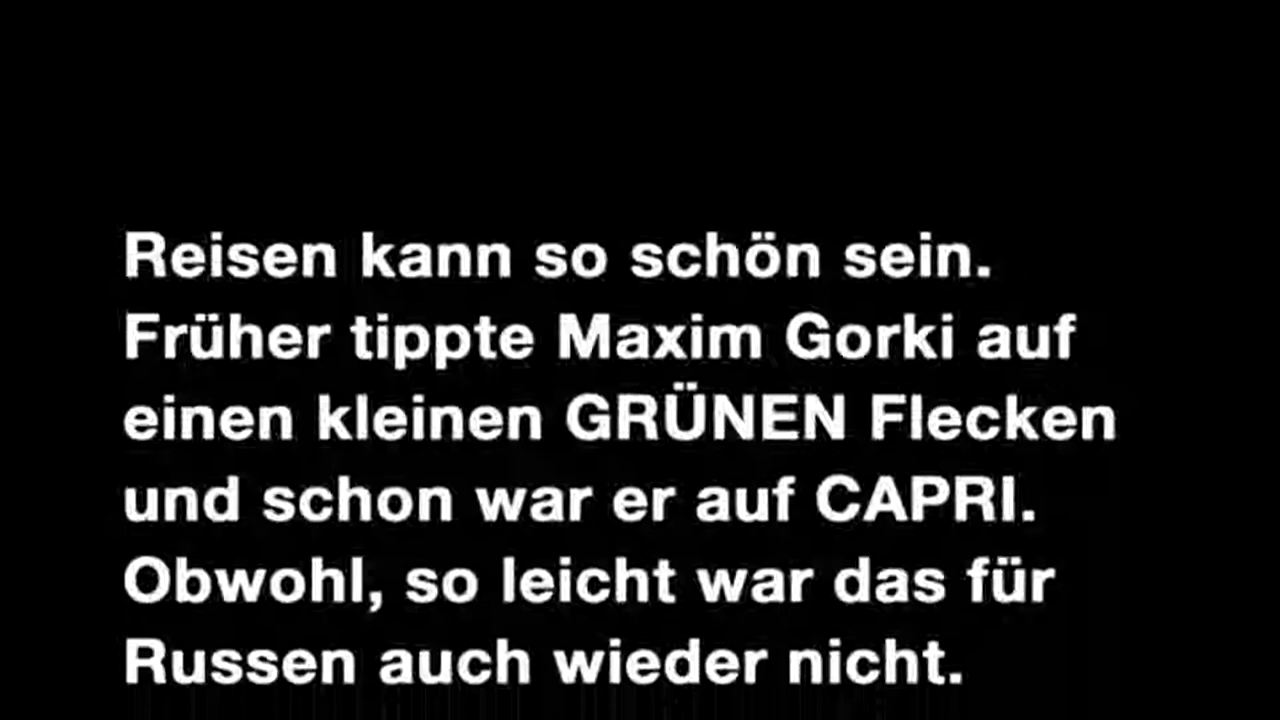 Reisen kann so schön sein.
Früher tippte Maxim Gorki auf
einen kleinen GRÜNEN Flecken
und schon war er auf CAPRI.
Obwohl, so leicht war das für
Russen auch wieder nicht.